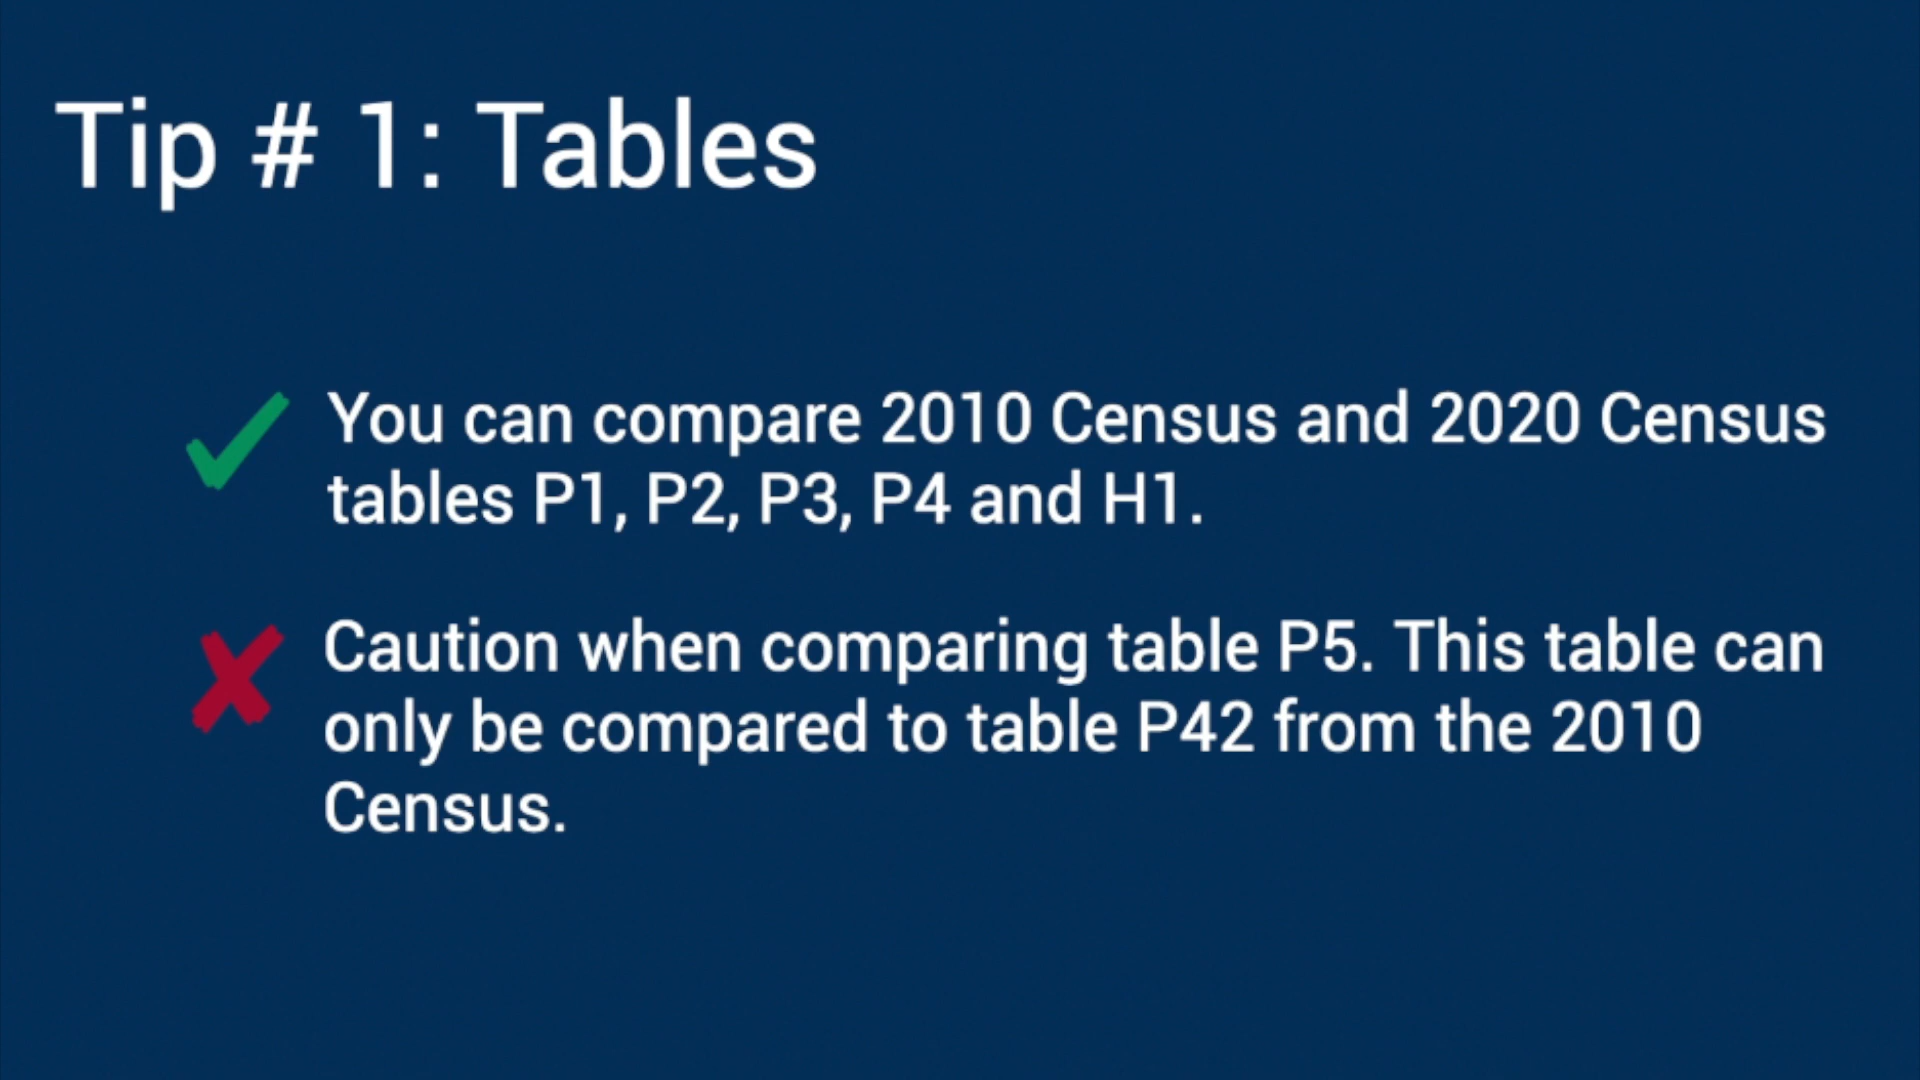 Tip # 1: Tables
You can compare 2010 Census and 2020 Census
tables P1, P2, P3, P4 and H1.
Caution when comparing table P5. This table can
only be compared to table P42 from the 2010
Census.